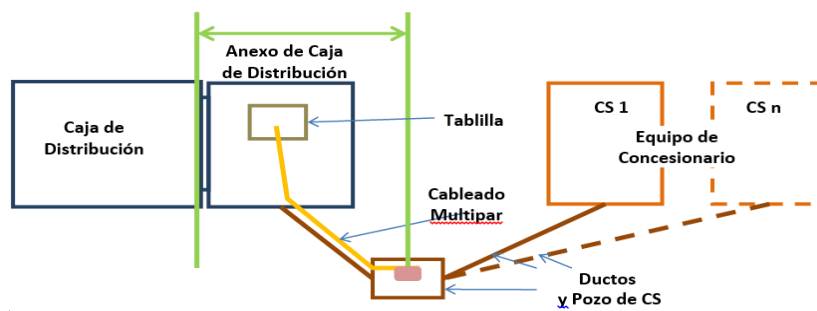 Anexo de Caja
de Distribución
Caja de
Distribución
Tablilla
CS 1
CS n
Equipo de
Concesionario
Cableado
Multipar
Ductos
y Pozo de CS